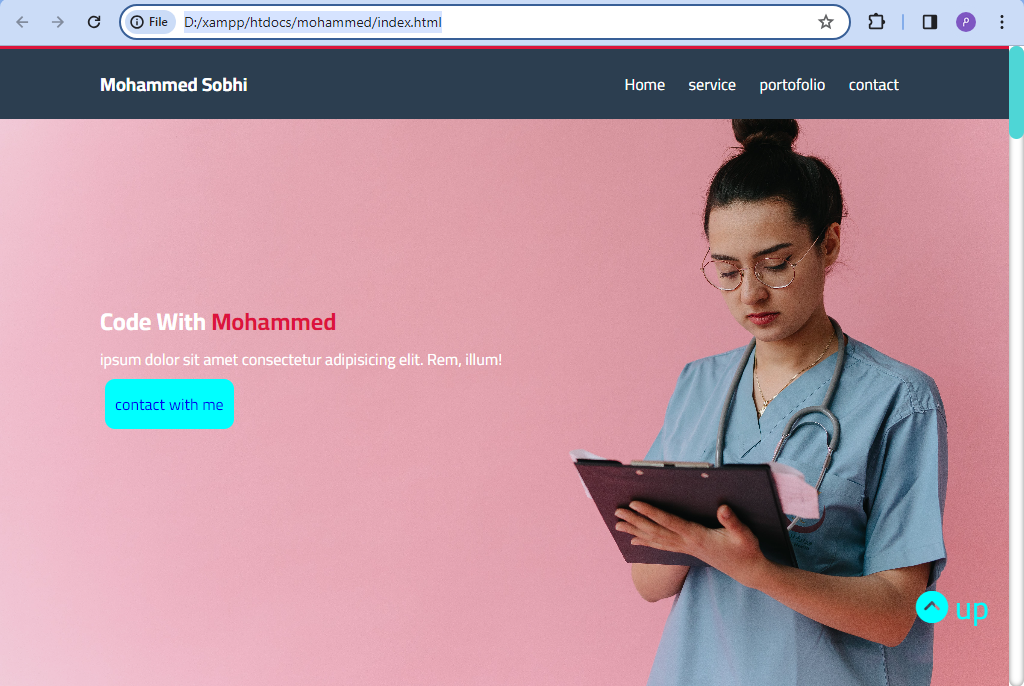 File D:/xampp/htdocs/mohammed/index.html
P
Mohammed Sobhi Home service portofolio contact
Code With Mohammed
ipsum dolor sit amet consectetur adipisicing elit. Rem, illum!
contact with me
up